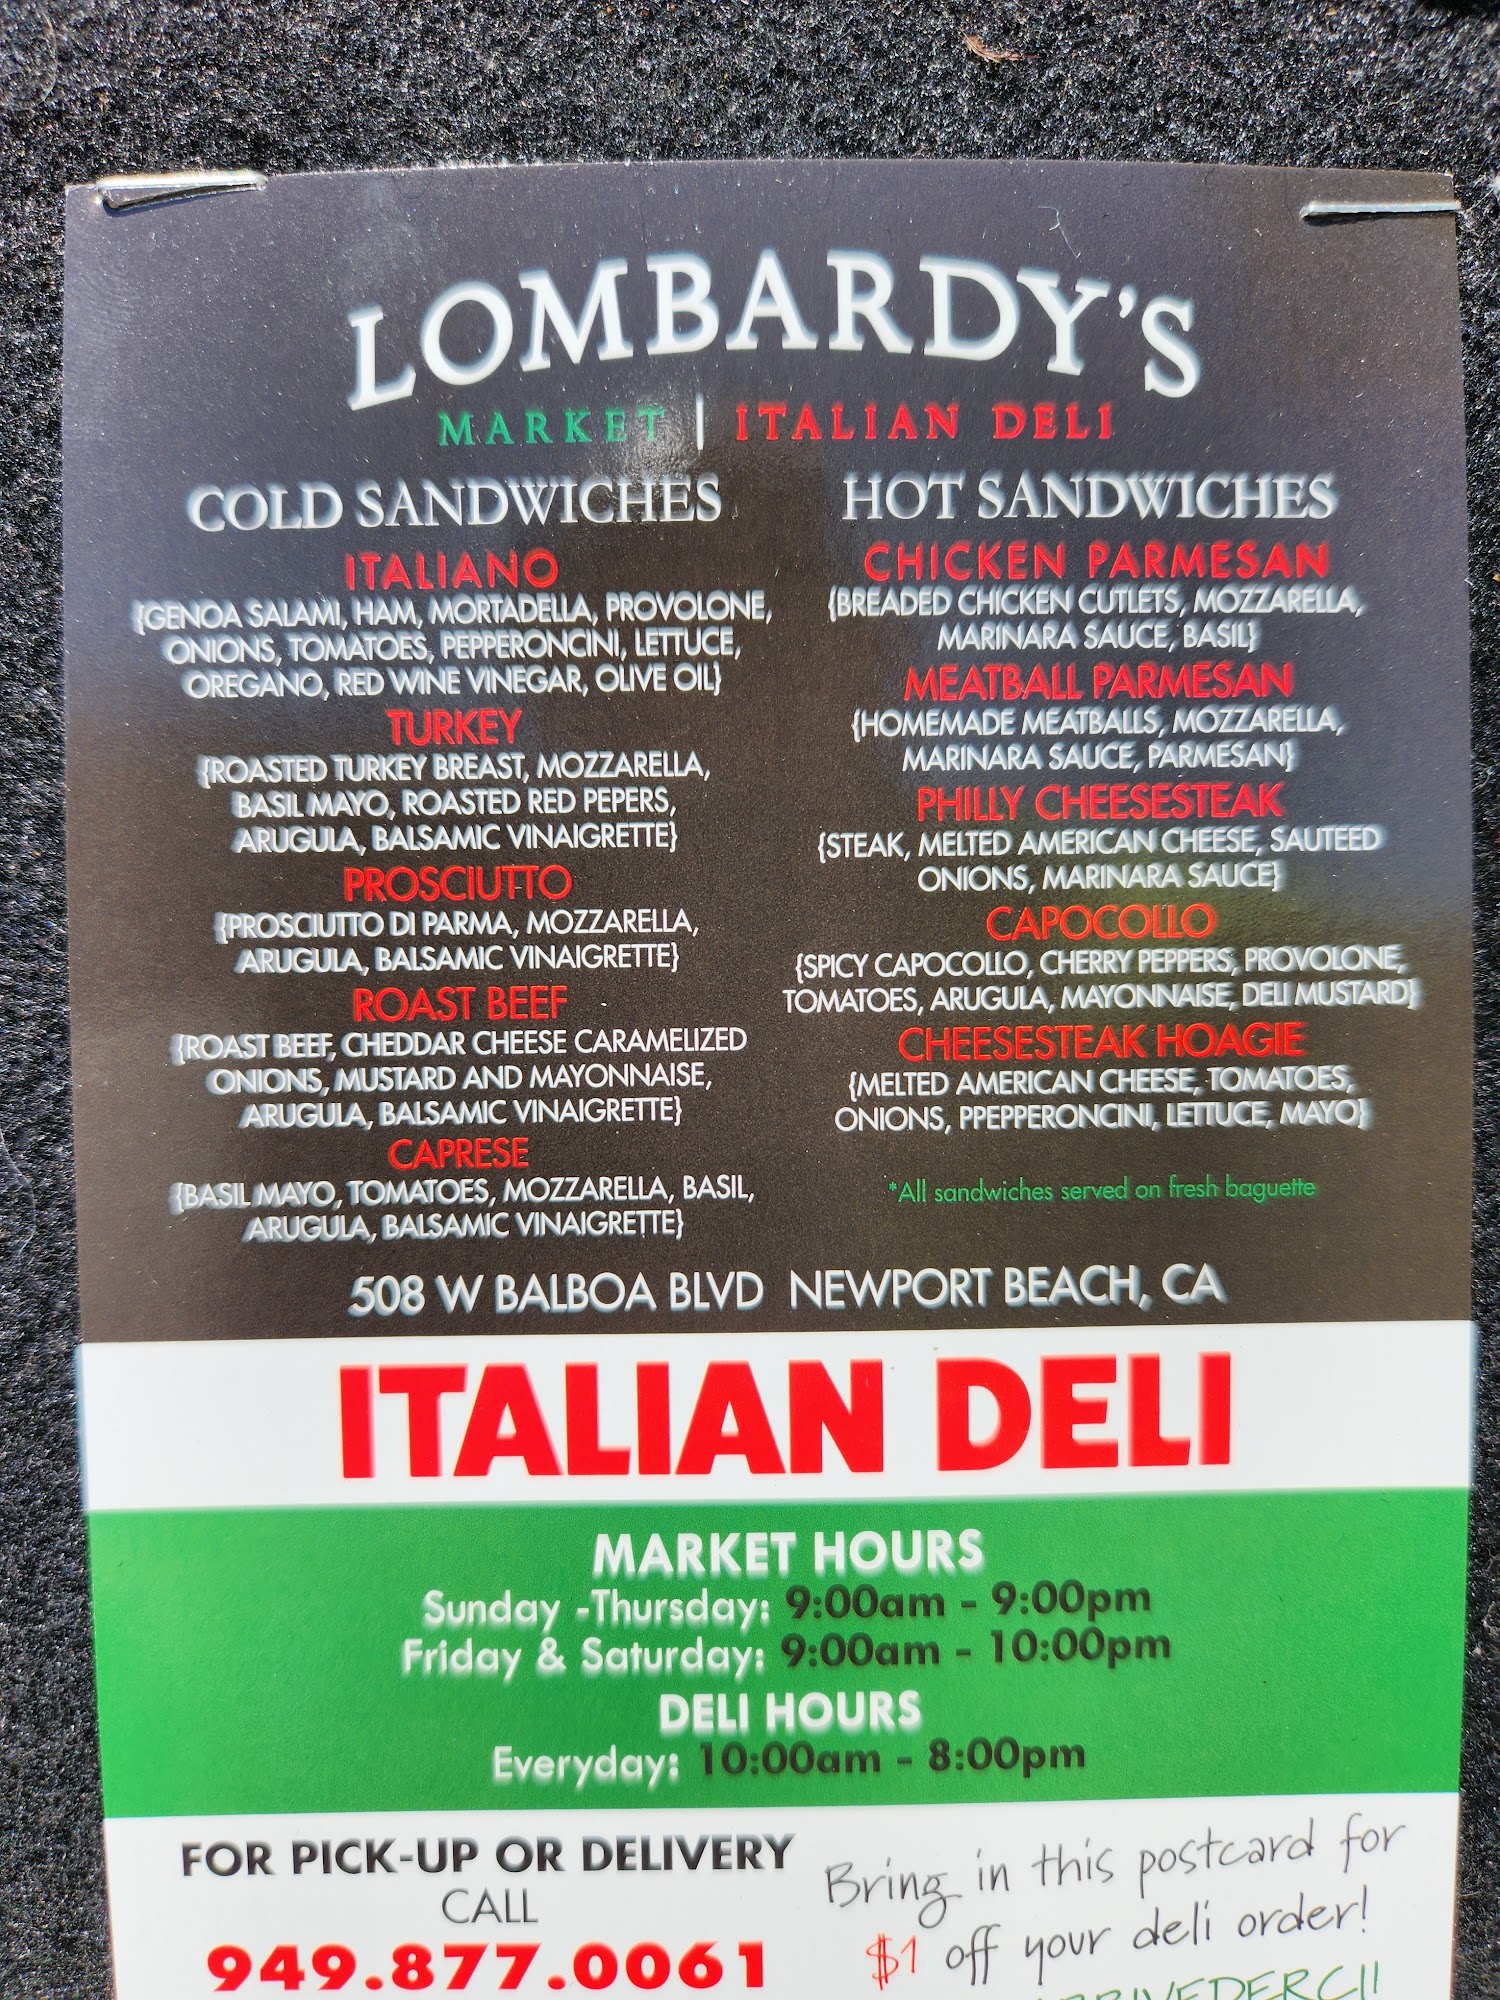 LOMBARDY'S
MARKET | ITALIAN DELI
COLD SANDWICHES
ITALIANO
{GENOA SALAMI, HAM, MORTADELLA, PROVOLONE,
ONIONS, TOMATOES, PEPPERONCINI, LETTUCE,
OREGANO, RED WINE VINEGAR, OLIVE OIL}
TURKEY
{ROASTED TURKEY BREAST, MOZZARELLA,
BASIL MAYO, ROASTED RED PEPERS,
ARUGULA, BALSAMIC VINAIGRETTE}
PROSCIUTTO
{PROSCIUTTO DI PARMA, MOZZARELLA,
ARUGULA, BALSAMIC VINAIGRETTE}
ROAST BEEF
{ROAST BEEF, CHEDDAR CHEESE CARAMELIZED
ONIONS, MUSTARD AND MAYONNAISE,
ARUGULA, BALSAMIC VINAIGRETTE}
CAPRESE
{BASIL MAYO, TOMATOES, MOZZARELLA, BASIL,
ARUGULA, BALSAMIC VINAIGRETTE}
HOT SANDWICHES
CHICKEN PARMESAN
{BREADED CHICKEN CUTLETS, MOZZARELLA,
MARINARA SAUCE, BASIL}
MEATBALL PARMESAN
{HOMEMADE MEATBALLS, MOZZARELLA,
MARINARA SAUCE, PARMESAN}
PHILLY CHEESESTEAK
{STEAK, MELTED AMERICAN CHEESE, SAUTEED
ONIONS, MARINARA SAUCE}
CAPOCOLLO
{SPICY CAPOCOLLO, CHERRY PEPPERS, PROVOLONE,
TOMATOES, ARUGULA, MAYONNAISE, DELI MUSTARD}
CHEESESTEAK HOAGIE
{MELTED AMERICAN CHEESE, TOMATOES,
ONIONS, PPEPPERONCINI, LETTUCE, MAYO}
*All sandwiches served on fresh baguette
508 W BALBOA BLVD NEWPORT BEACH, CA
ITALIAN DELI
MARKET HOURS
Sunday -Thursday: 9:00am - 9:00pm
Friday & Saturday: 9:00am - 10:00pm
DELI HOURS
Everyday: 10:00am - 8:00pm
FOR PICK-UP OR DELIVERY
CALL
949.877.0061
Bring in this postcard for
$1 off your deli order!